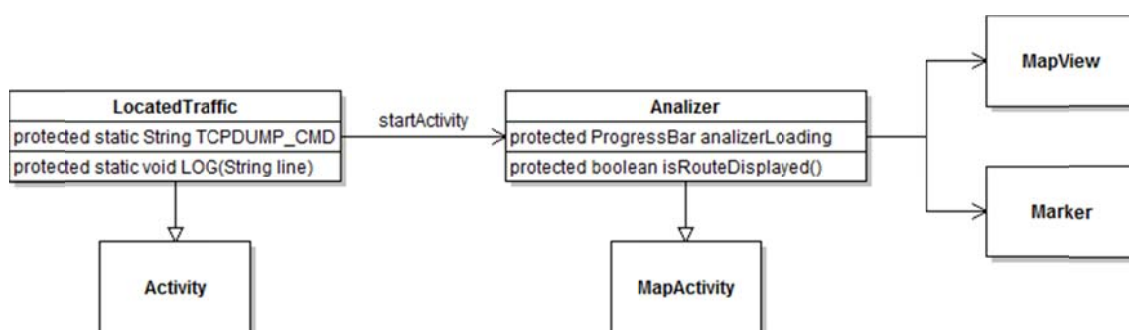 MapView
LocatedTraffic
protected static String TCPDUMP_CMD
protected static void LOG(String line)
startActivity
Analizer
protected ProgressBar analizerLoading
protected boolean isRouteDisplayed()
Marker
Activity
MapActivity